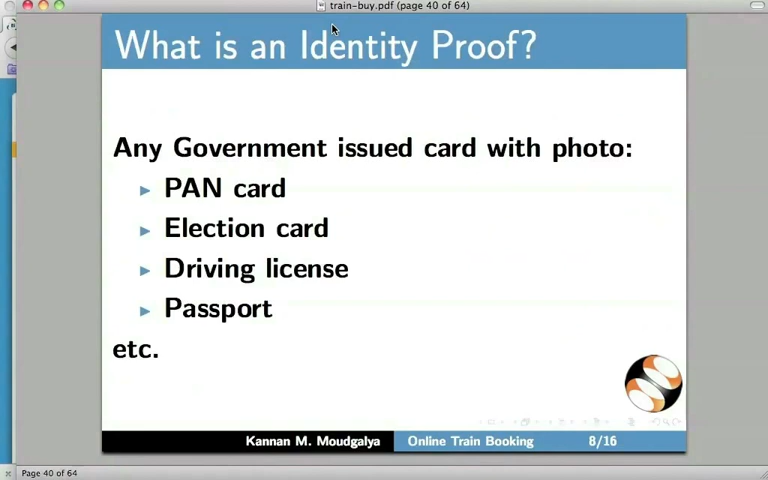 train-buy.pdf (page 40 of 64)
What is an Identity Proof?
Any Government issued card with photo:
PAN card
Election card
Driving license
Passport
etc.
Kannan M. Moudgalya Online Train Booking 8/16
Page 40 of 64